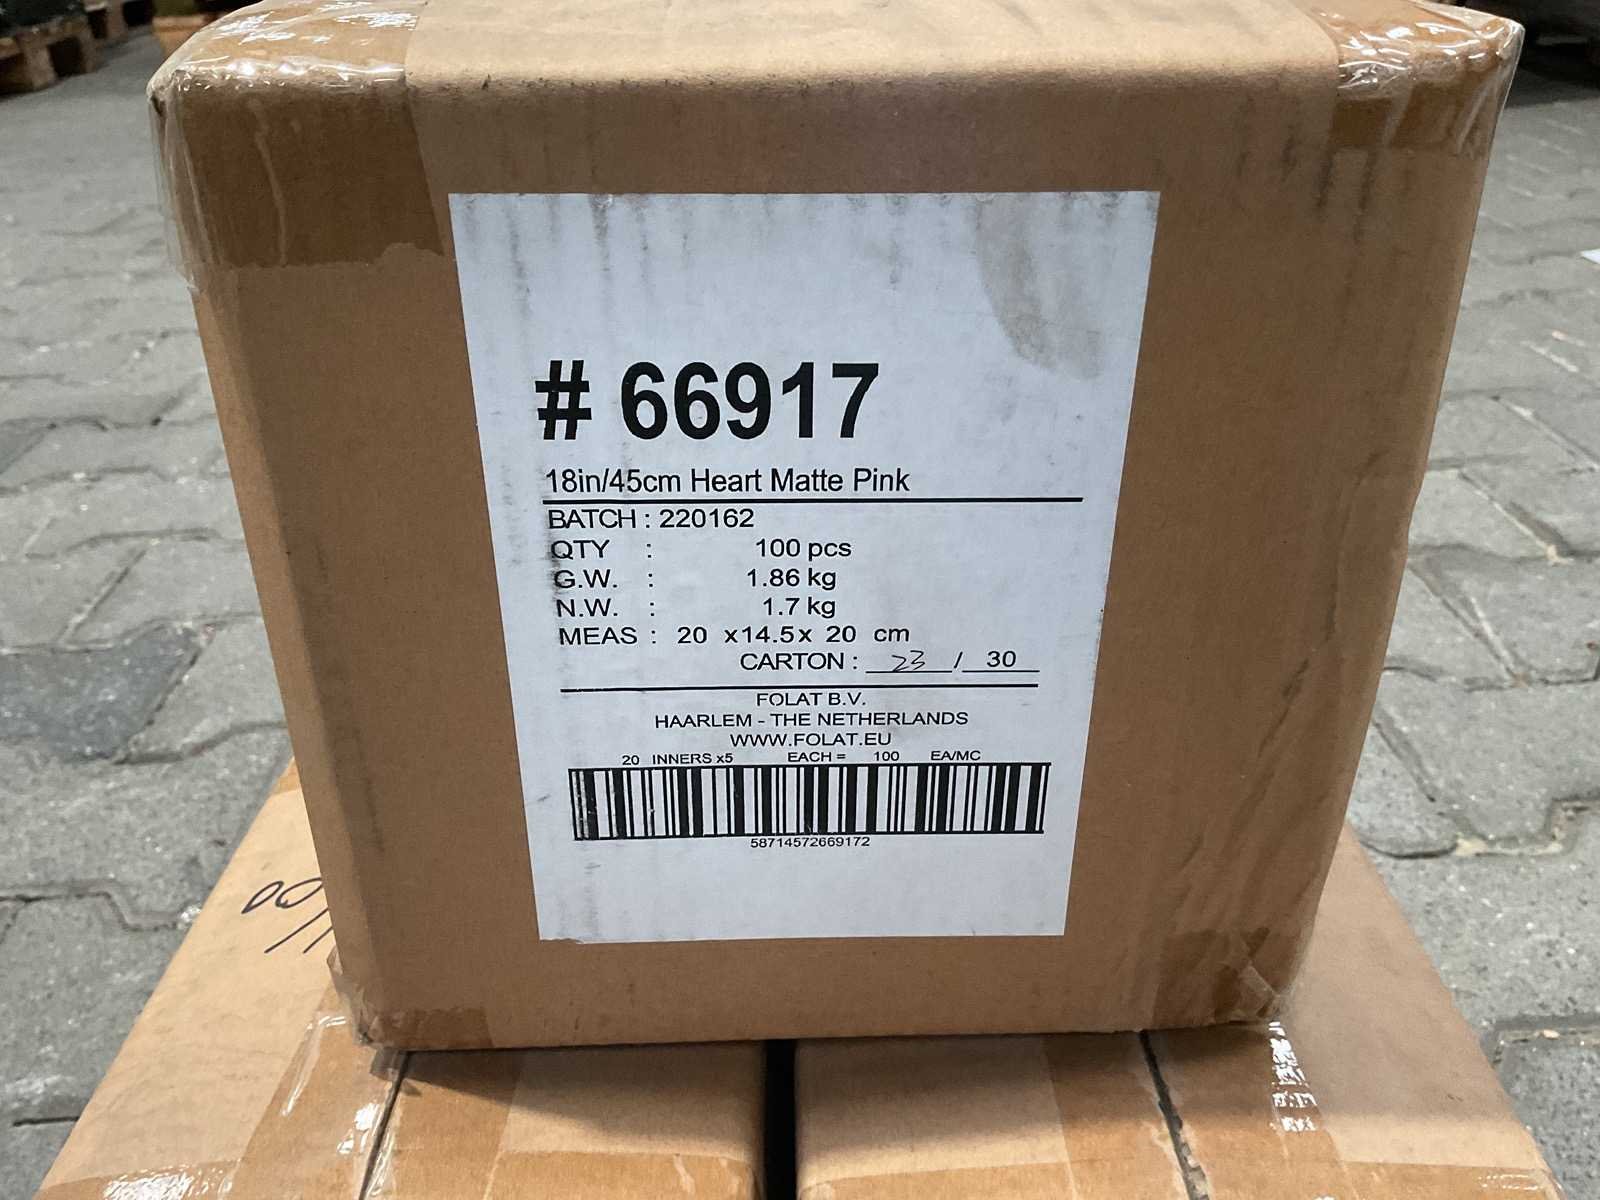 # 66917
18in/45cm Heart Matte Pink
BATCH : 220162
QTY : 100 pcs
G.W. : 1.86 kg
N.W. : 1.7 kg
MEAS : 20 x14.5x 20 cm
CARTON : 23 / 30
FOLAT B.V.
HAARLEM - THE NETHERLANDS
WWW.FOLAT.EU
20 INNERS x5 EACH = 100 EA/MC
58714572669172